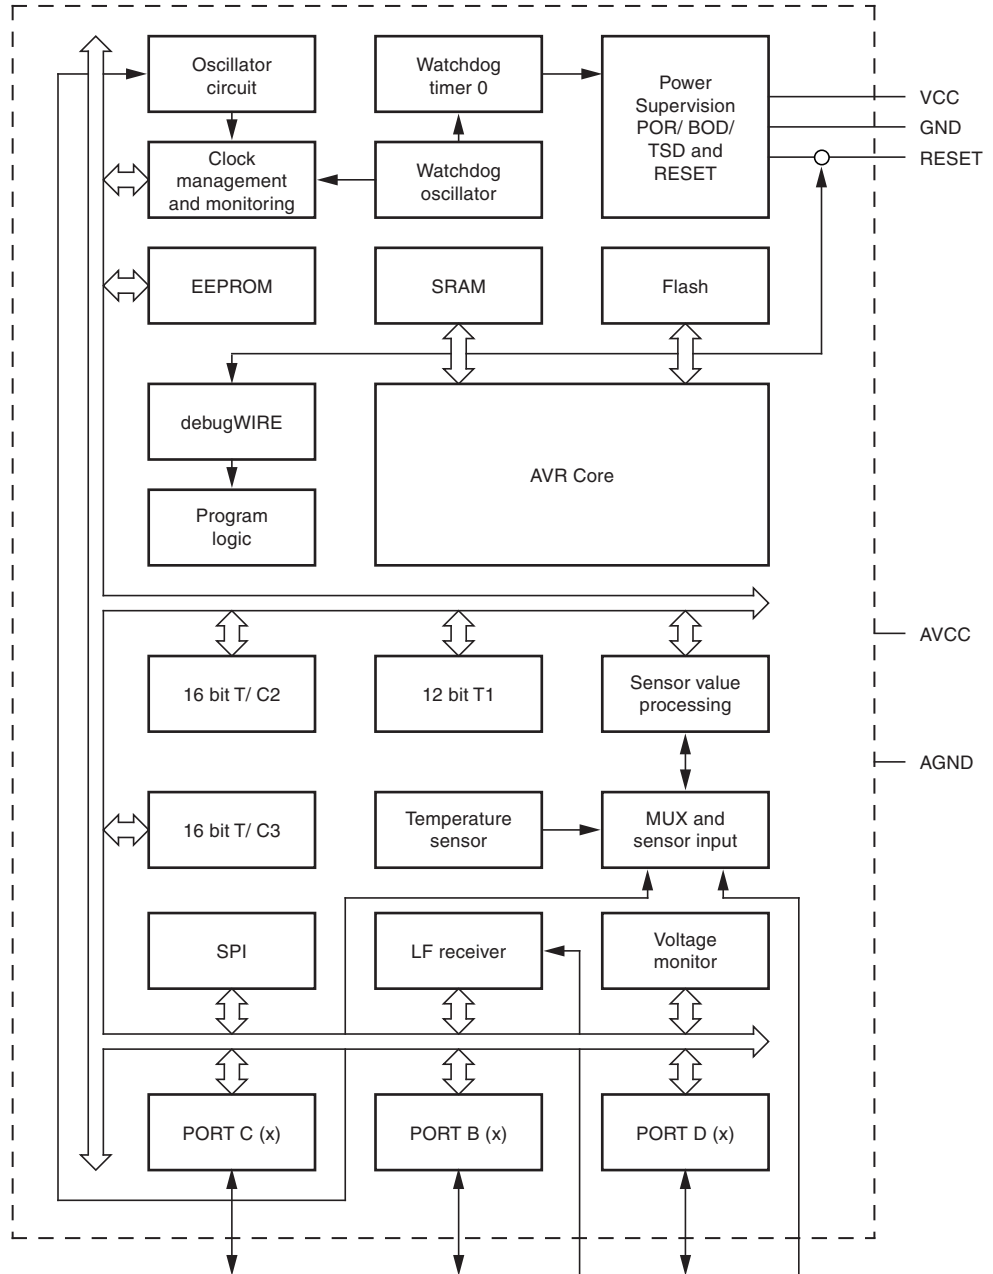 Oscillator
circuit
Watchdog
timer 0
Power
Supervision
POR/ BOD/
TSD and
RESET
VCC
GND
RESET
Clock
management
and monitoring
Watchdog
oscillator
EEPROM
SRAM
Flash
debugWIRE
AVR Core
Program
logic
AVCC
16 bit T/ C2
12 bit T1
Sensor value
processing
AGND
16 bit T/ C3
Temperature
sensor
MUX and
sensor input
SPI
LF receiver
Voltage
monitor
PORT C (x)
PORT B (x)
PORT D (x)